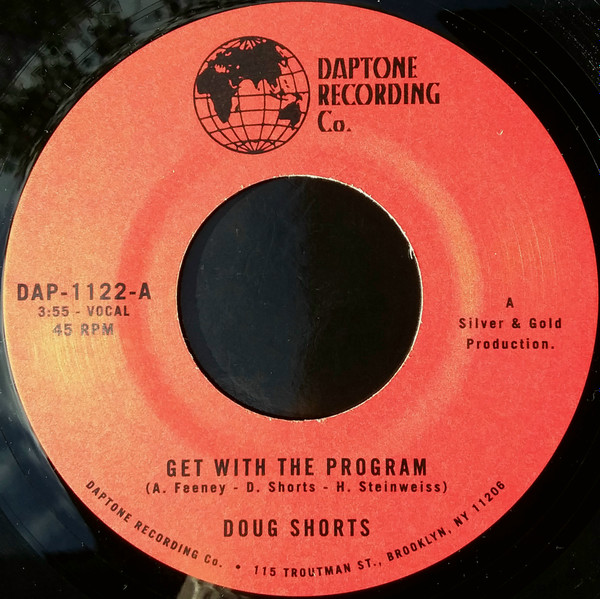 DAPTONE
RECORDING
Co.
DAP-1122-A
3:55 - VOCAL
45 RPM
A
Silver & Gold
Production.
GET WITH THE PROGRAM
(A. Feeney - D. Shorts - H. Steinweiss)
DOUG SHORTS
DAPTONE RECORDING Co. • 115 TROUTMAN ST., BROOKLYN, NY 11206